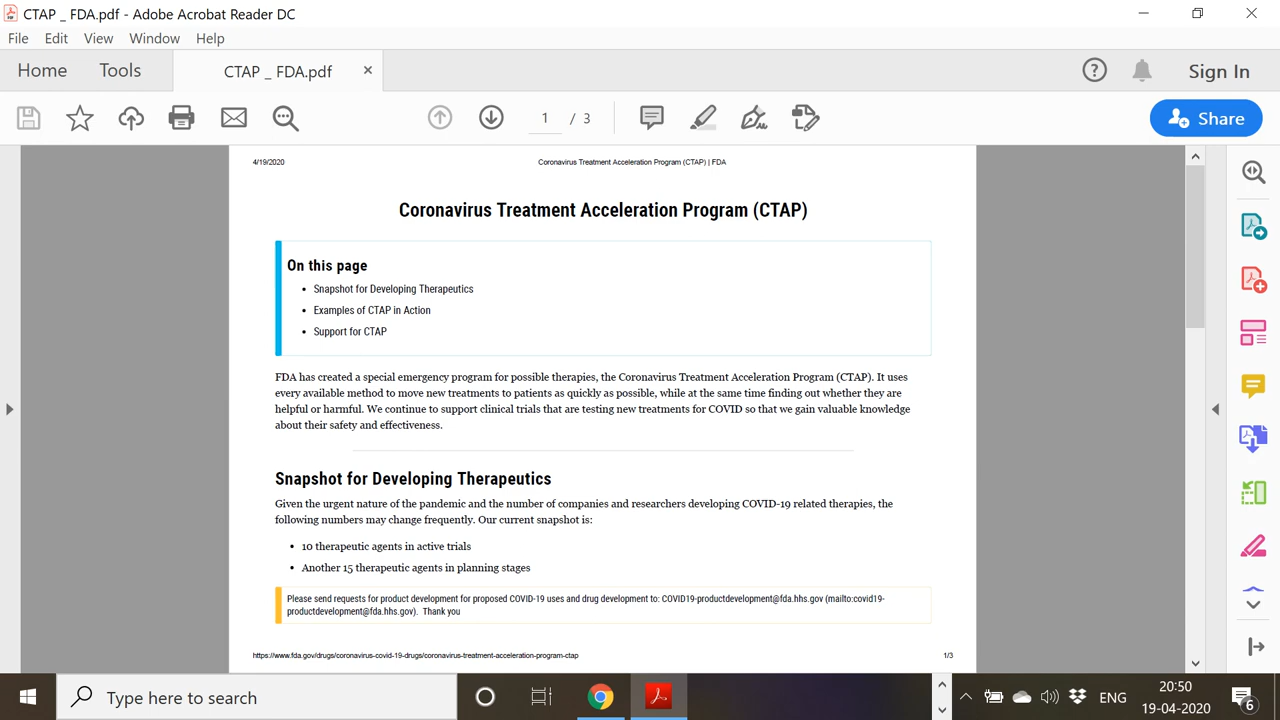 CTAP _ FDA.pdf - Adobe Acrobat Reader DC
File Edit View Window Help
Home Tools CTAP _ FDA.pdf × Sign In
1 / 3 Share
4/19/2020 Coronavirus Treatment Acceleration Program (CTAP) | FDA
Coronavirus Treatment Acceleration Program (CTAP)
On this page
• Snapshot for Developing Therapeutics
• Examples of CTAP in Action
• Support for CTAP
FDA has created a special emergency program for possible therapies, the Coronavirus Treatment Acceleration Program (CTAP). It uses
every available method to move new treatments to patients as quickly as possible, while at the same time finding out whether they are
helpful or harmful. We continue to support clinical trials that are testing new treatments for COVID so that we gain valuable knowledge
about their safety and effectiveness.
Snapshot for Developing Therapeutics
Given the urgent nature of the pandemic and the number of companies and researchers developing COVID-19 related therapies, the
following numbers may change frequently. Our current snapshot is:
• 10 therapeutic agents in active trials
• Another 15 therapeutic agents in planning stages
Please send requests for product development for proposed COVID-19 uses and drug development to: COVID19-productdevelopment@fda.hhs.gov (mailto:covid19-
productdevelopment@fda.hhs.gov). Thank you
https://www.fda.gov/drugs/coronavirus-covid-19-drugs/coronavirus-treatment-acceleration-program-ctap 1/3
Type here to search ENG 20:50
19-04-2020 6